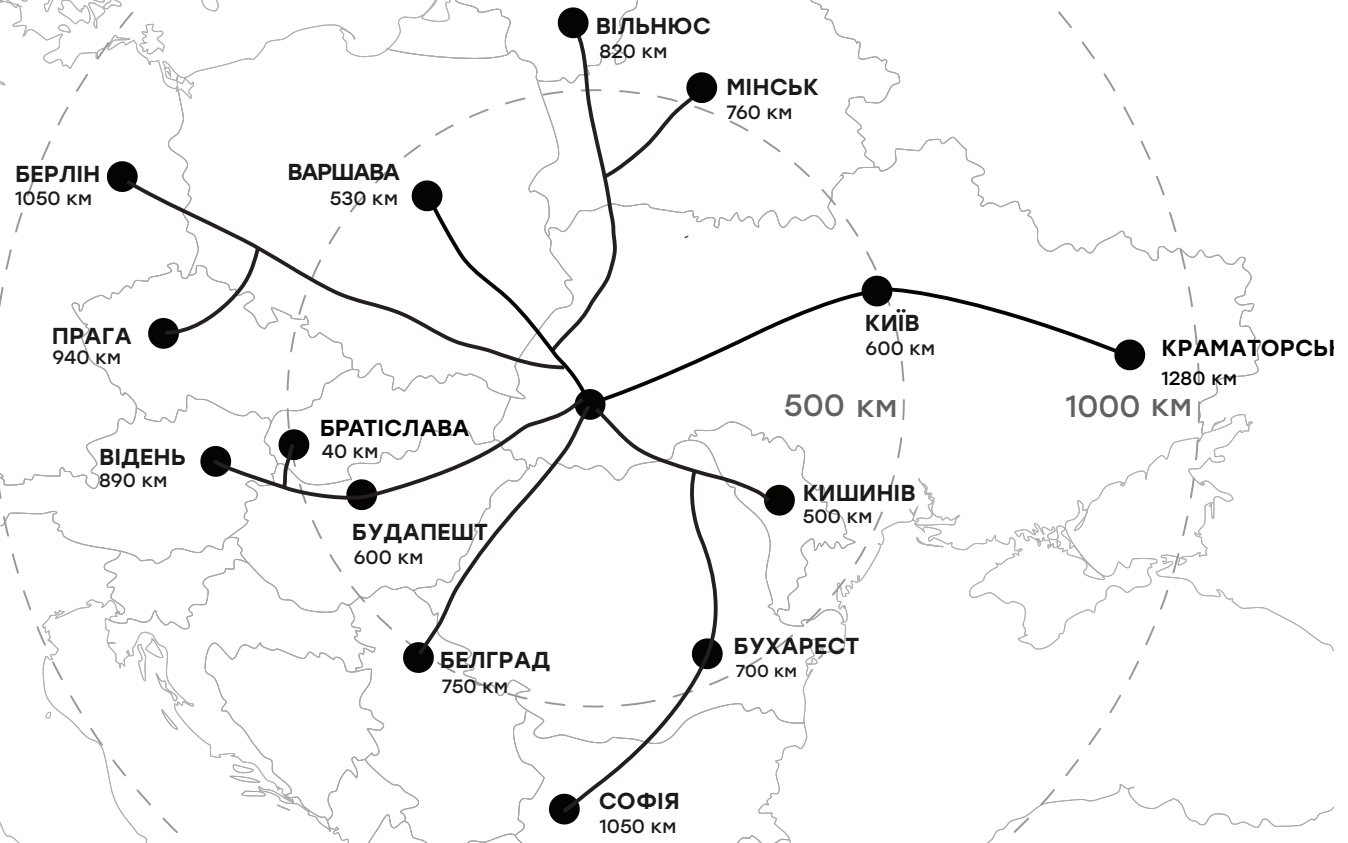 ВІЛЬНЮС
820 км
МІНСЬК
760 км
БЕРЛІН
1050 км
ВАРШАВА
530 км
ПРАГА
940 км
КИЇВ
600 км
КРАМАТОРСЬ
1280 км
500 км
1000 км
БРАТІСЛАВА
40 км
ВІДЕНЬ
890 км
БУДАПЕШТ
600 км
КИШИНІВ
500 км
БЕЛГРАД
750 км
БУХАРЕСТ
700 км
СОФІЯ
1050 км